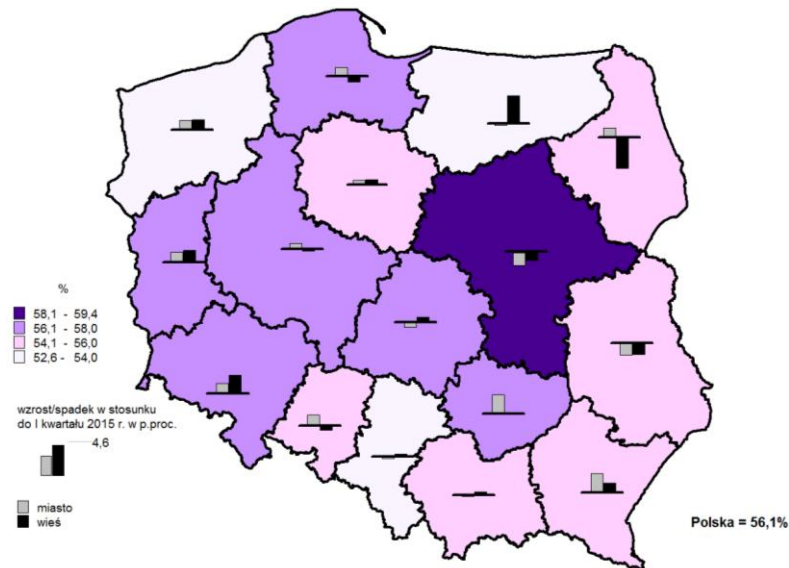 %
58,1 - 59,4
56,1 - 58,0
54,1 - 56,0
52,6 - 54,0
wzrost/spadek w stosunku
do I kwartału 2015 r. w p.proc.
4,6
miasto
wieś
Polska = 56,1%